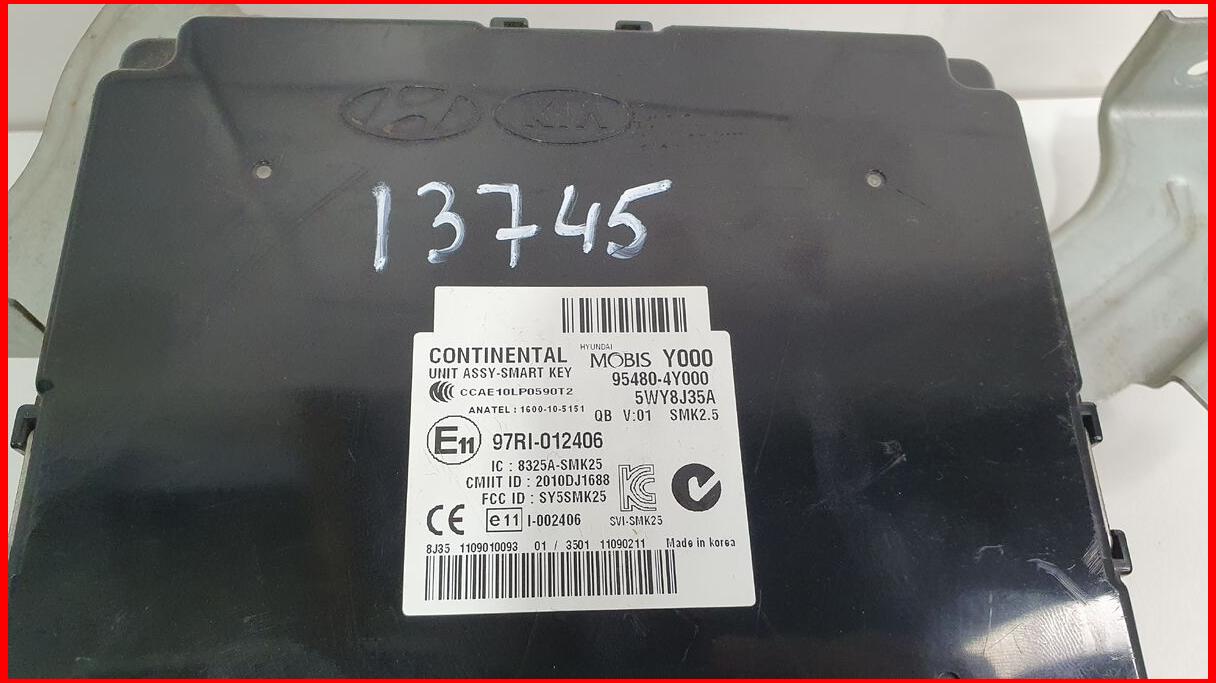 KIA
13745
CONTINENTAL HYUNDAI MOBIS Y000
UNIT ASSY-SMART KEY 95480-4Y000
CCAE10LP0590T2 5WY8J35A
ANATEL : 1600-10-5151 QB V:01 SMK2.5
E11 97RI-012406
IC : 8325A-SMK25
CMIIT ID : 2010DJ1688
FCC ID : SY5SMK25
CE e11 I-002406 SVI-SMK25
8J35 1109010093 01 / 3501 11090211 Made in korea